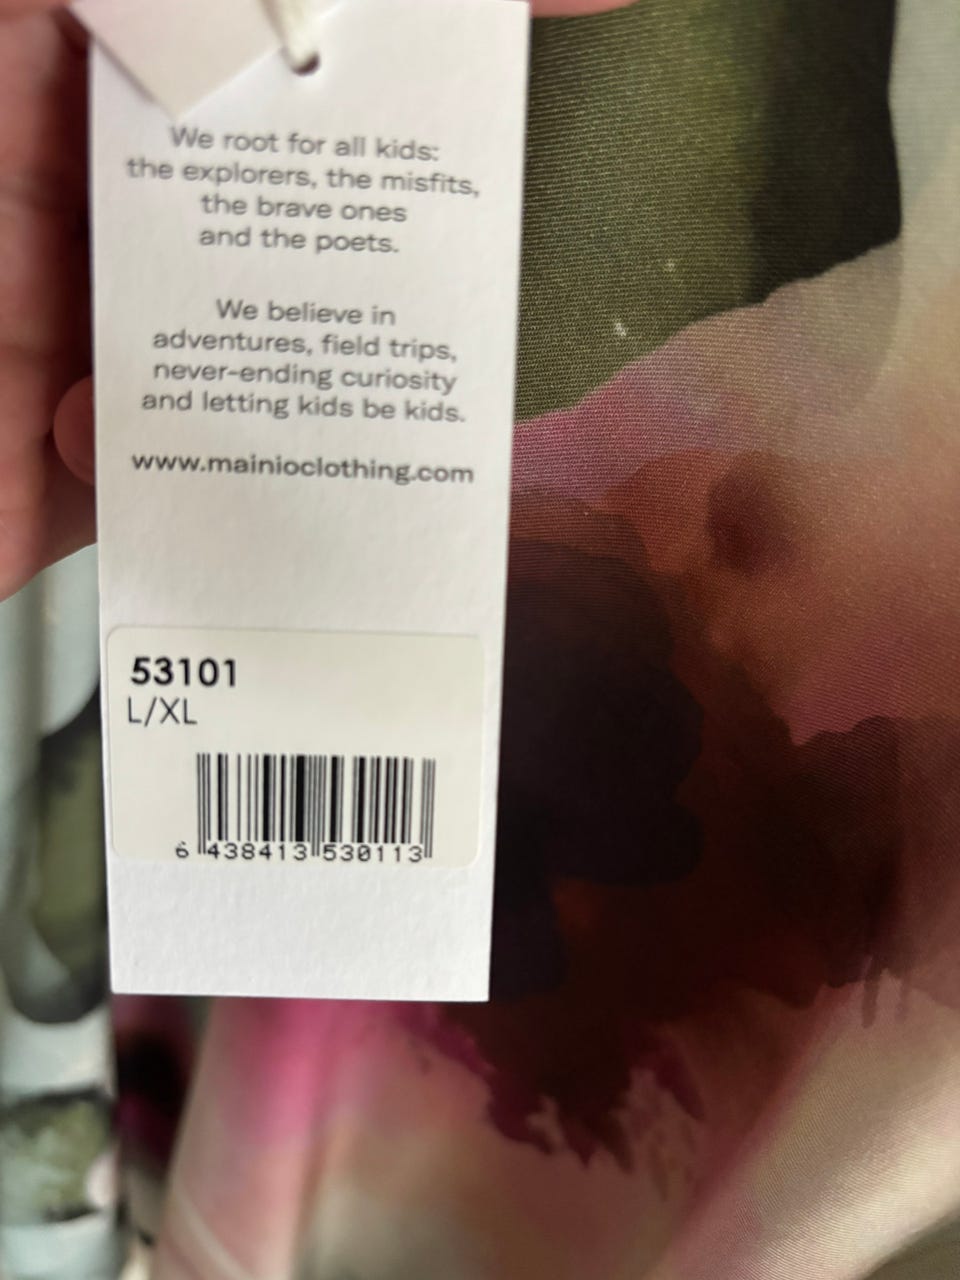 We root for all kids:
the explorers, the misfits,
the brave ones
and the poets.
We believe in
adventures, field trips,
never-ending curiosity
and letting kids be kids.
www.mainioclothing.com
53101
L/XL
6 438413 530113